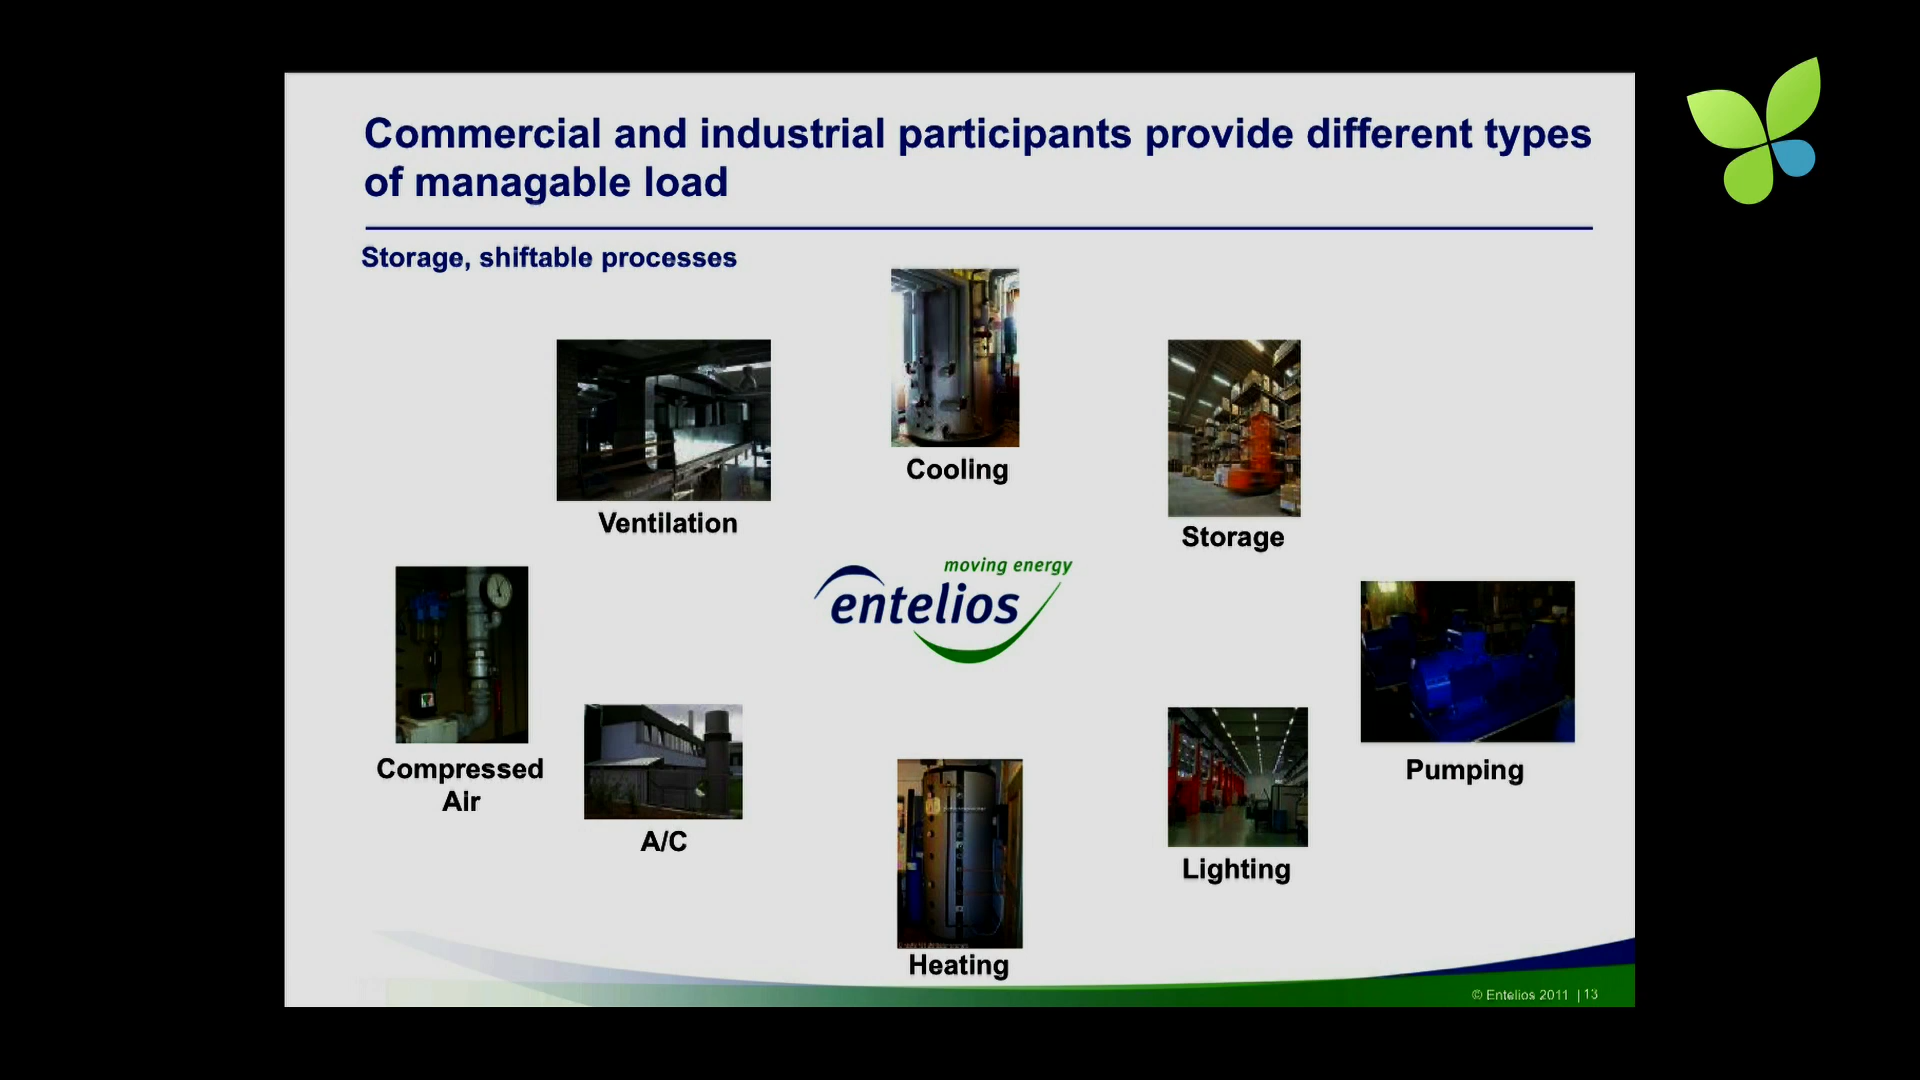 Commercial and industrial participants provide different types
of managable load
Storage, shiftable processes
Cooling
Ventilation
Storage
moving energy
entelios
Compressed
Air
Pumping
A/C
Lighting
Heating
© Entelios 2011 | 13